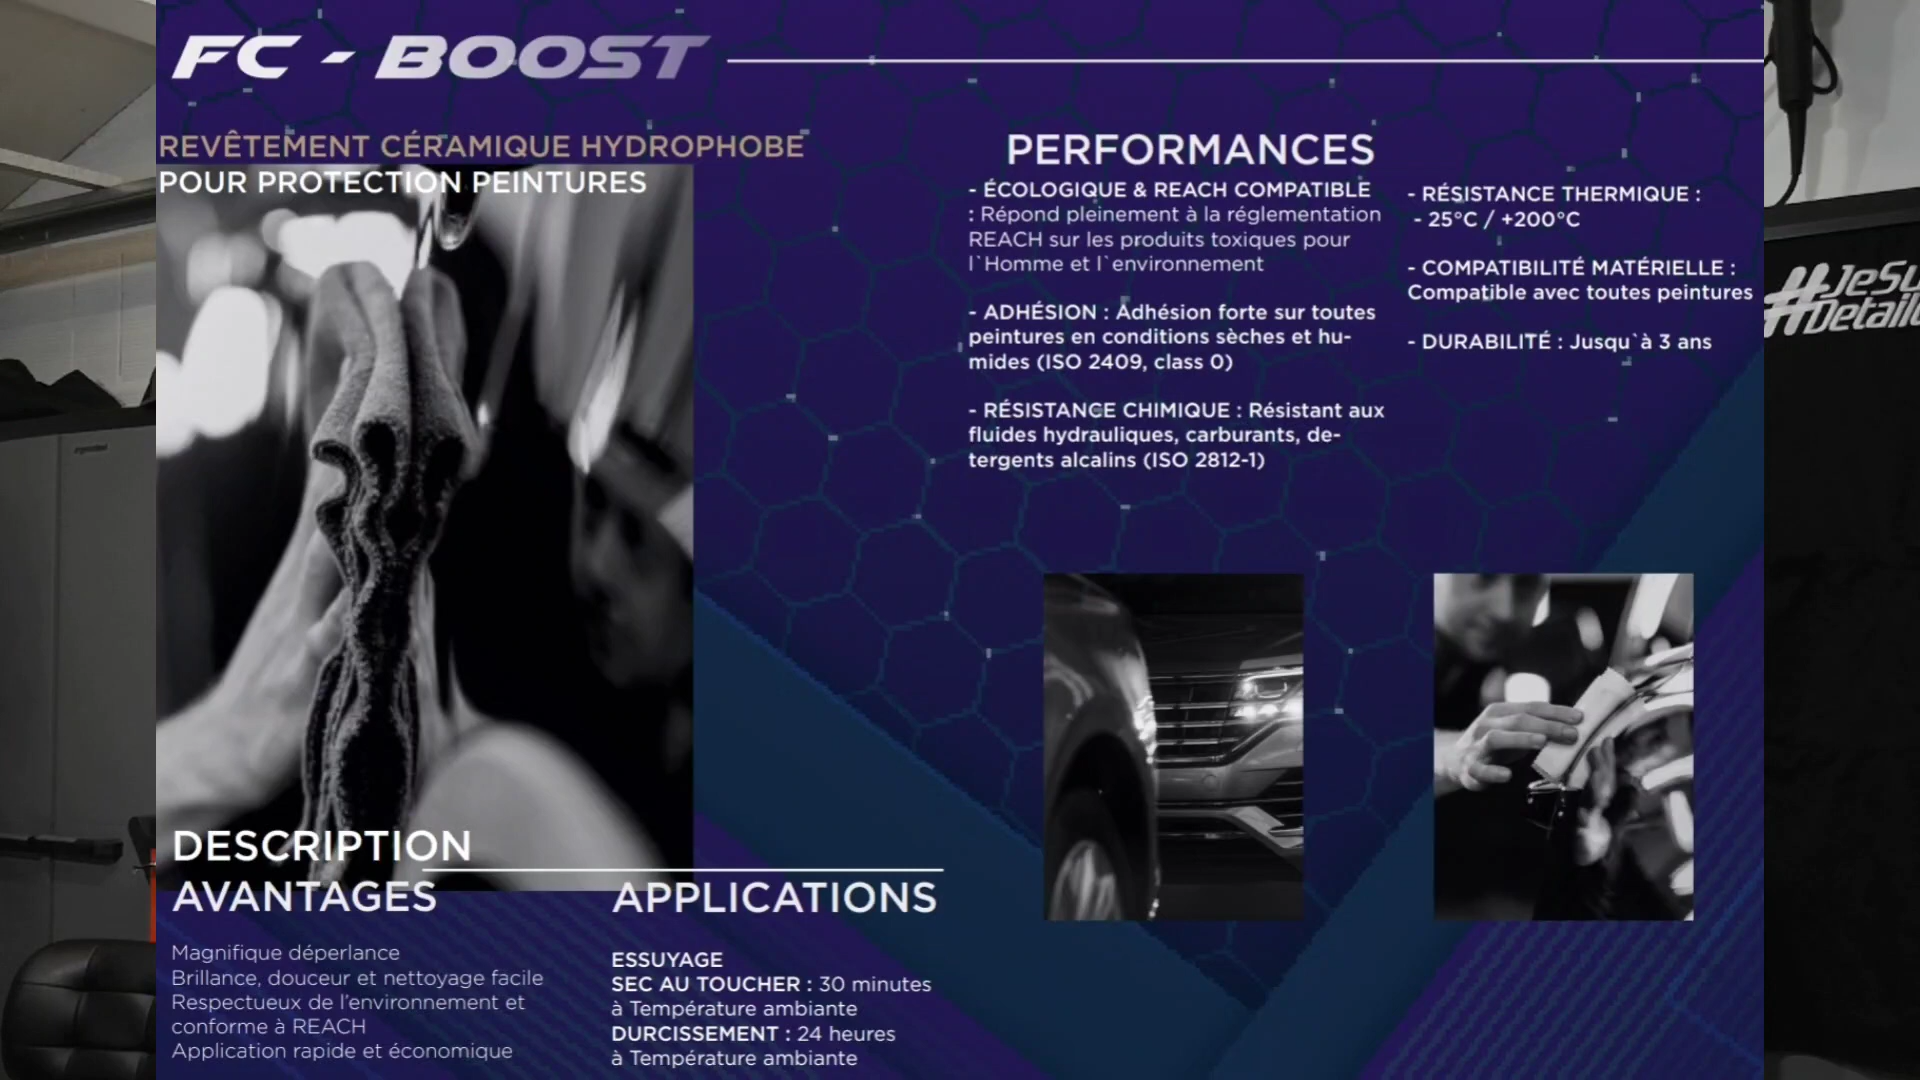 FC - BOOST
REVÊTEMENT CÉRAMIQUE HYDROPHOBE
POUR PROTECTION PEINTURES
DESCRIPTION
AVANTAGES
Magnifique déperlance
Brillance, douceur et nettoyage facile
Respectueux de l'environnement et
conforme à REACH
Application rapide et économique
APPLICATIONS
ESSUYAGE
SEC AU TOUCHER : 30 minutes
à Température ambiante
DURCISSEMENT : 24 heures
à Température ambiante
PERFORMANCES
- ÉCOLOGIQUE & REACH COMPATIBLE
: Répond pleinement à la réglementation
REACH sur les produits toxiques pour
l`Homme et l`environnement
- ADHÉSION : Adhésion forte sur toutes
peintures en conditions sèches et hu-
mides (ISO 2409, class 0)
- RÉSISTANCE CHIMIQUE : Résistant aux
fluides hydrauliques, carburants, de-
tergents alcalins (ISO 2812-1)
- RÉSISTANCE THERMIQUE :
- 25°C / +200°C
- COMPATIBILITÉ MATÉRIELLE :
Compatible avec toutes peintures
- DURABILITÉ : Jusqu`à 3 ans
#JeSu
Detail